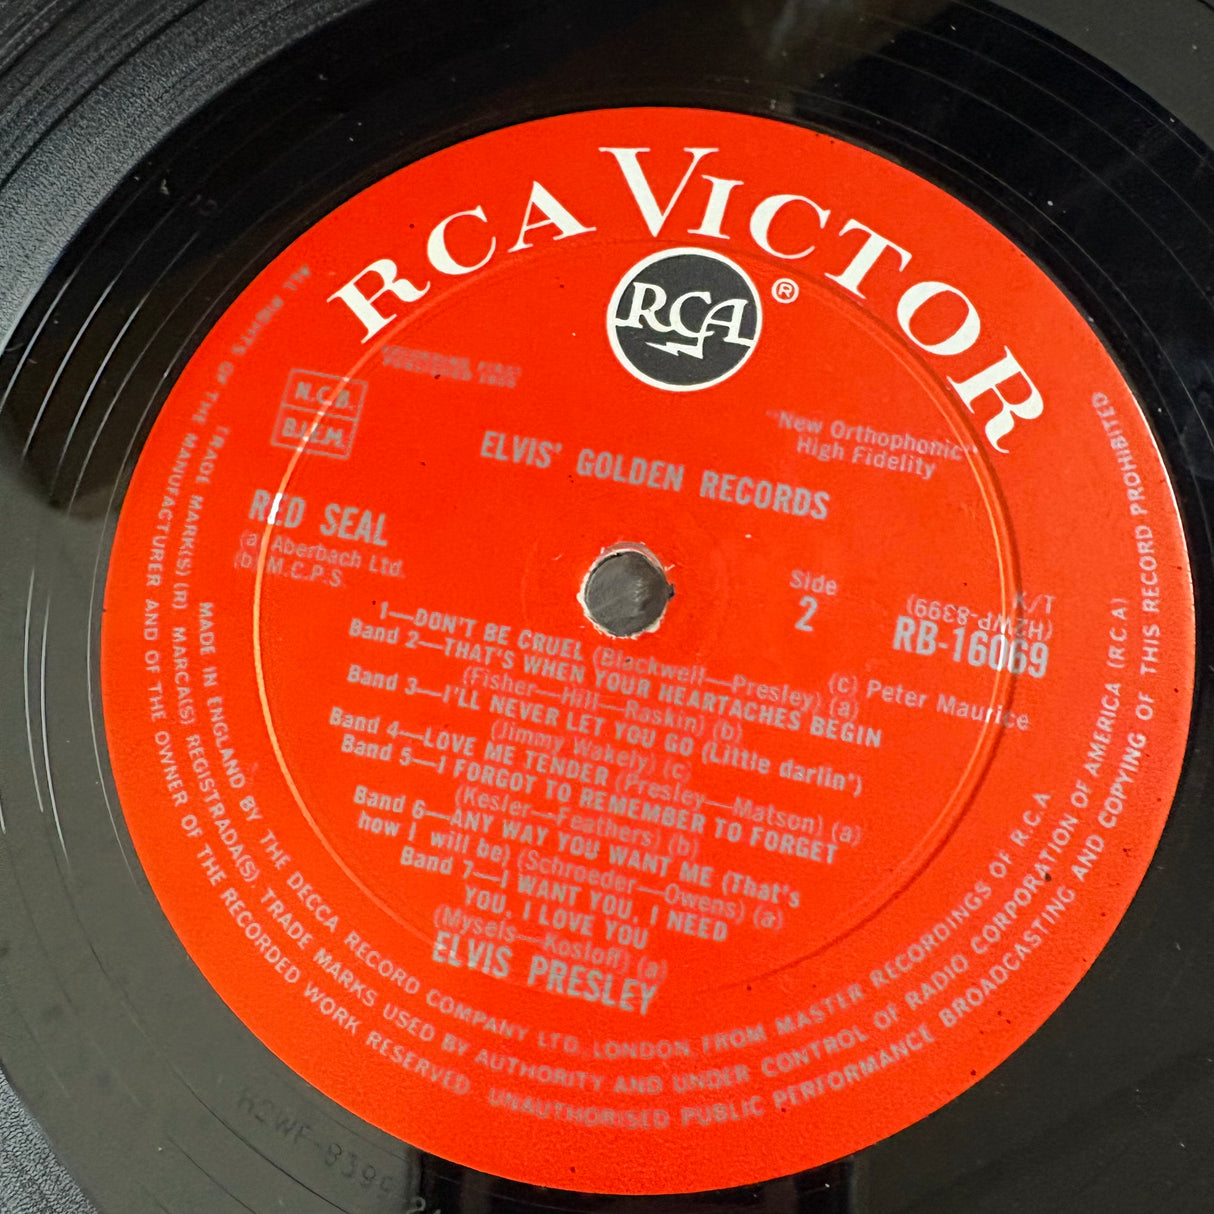 RCA VICTOR
RCA
®
RECORDING FIRST
PUBLISHED
N.C.B.
B.I.E.M.
"New Orthophonic"
High Fidelity
ELVIS' GOLDEN RECORDS
RED SEAL
(a) Aberbach Ltd.
(b) M.C.P.S.
(c) Peter Maurice
Side
2
T/X
(H2WP-8399)
RB-16069
1—DON'T BE CRUEL (Blackwell—Presley) (a)
Band 2—THAT'S WHEN YOUR HEARTACHES BEGIN
(Fisher—Hill—Raskin) (b)
Band 3—I'LL NEVER LET YOU GO (Little darlin')
(Jimmy Wakely) (c)
Band 4—LOVE ME TENDER (Presley—Matson) (a)
Band 5—I FORGOT TO REMEMBER TO FORGET
(Kesler—Feathers) (b)
Band 6—ANY WAY YOU WANT ME (That's
how I will be) (Schroeder—Owens) (a)
Band 7—I WANT YOU, I NEED
YOU, I LOVE YOU
(Mysels—Kosloff) (a)
ELVIS PRESLEY
MADE IN ENGLAND BY THE DECCA RECORD COMPANY LTD., LONDON, FROM MASTER RECORDINGS OF R.C.A
TRADE MARK(S) (R) MARCA(S) REGISTRADA(S). TRADE MARKS USED BY AUTHORITY AND UNDER CONTROL OF RADIO CORPORATION OF AMERICA (R.C.A)
ALL RIGHTS OF THE MANUFACTURER AND OF THE OWNER OF THE RECORDED WORK RESERVED. UNAUTHORISED PUBLIC PERFORMANCE BROADCASTING AND COPYING OF THIS RECORD PROHIBITED